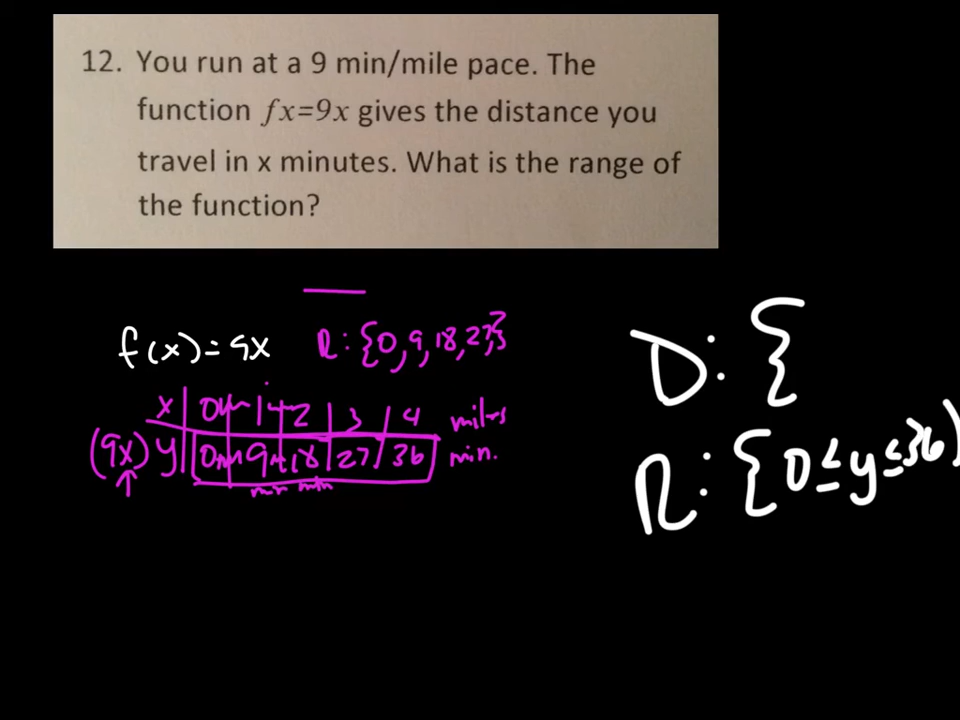 12. You run at a 9 min/mile pace. The
function fx=9x gives the distance you
travel in x minutes. What is the range of
the function?
f(x)=9x R: {0, 9, 18, 27,}
x 0 1 2 3 4 miles
(9x) y 0 9 18 27 36 min.
min min
D: {
R: {0≤y≤36)